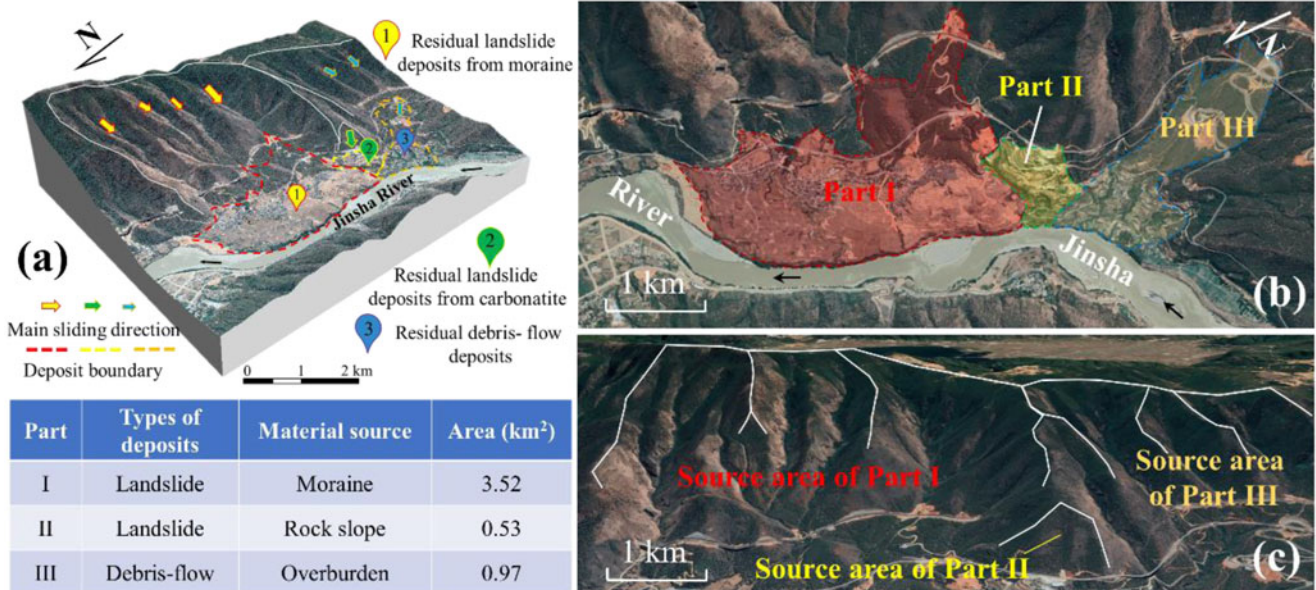 N
1
Residual landslide
deposits from moraine
3
2
1
Jinsha River
(a)
2
Residual landslide
deposits from carbonatite
Main sliding direction
3
Residual debris- flow
deposits
Deposit boundary
0 1 2 km
Part Types of deposits Material source Area (km²)
I Landslide Moraine 3.52
II Landslide Rock slope 0.53
III Debris-flow Overburden 0.97
N
Part II
Part III
Part I
River
Jinsha
1 km
(b)
Source area of Part I
Source area
of Part III
1 km
Source area of Part II
(c)